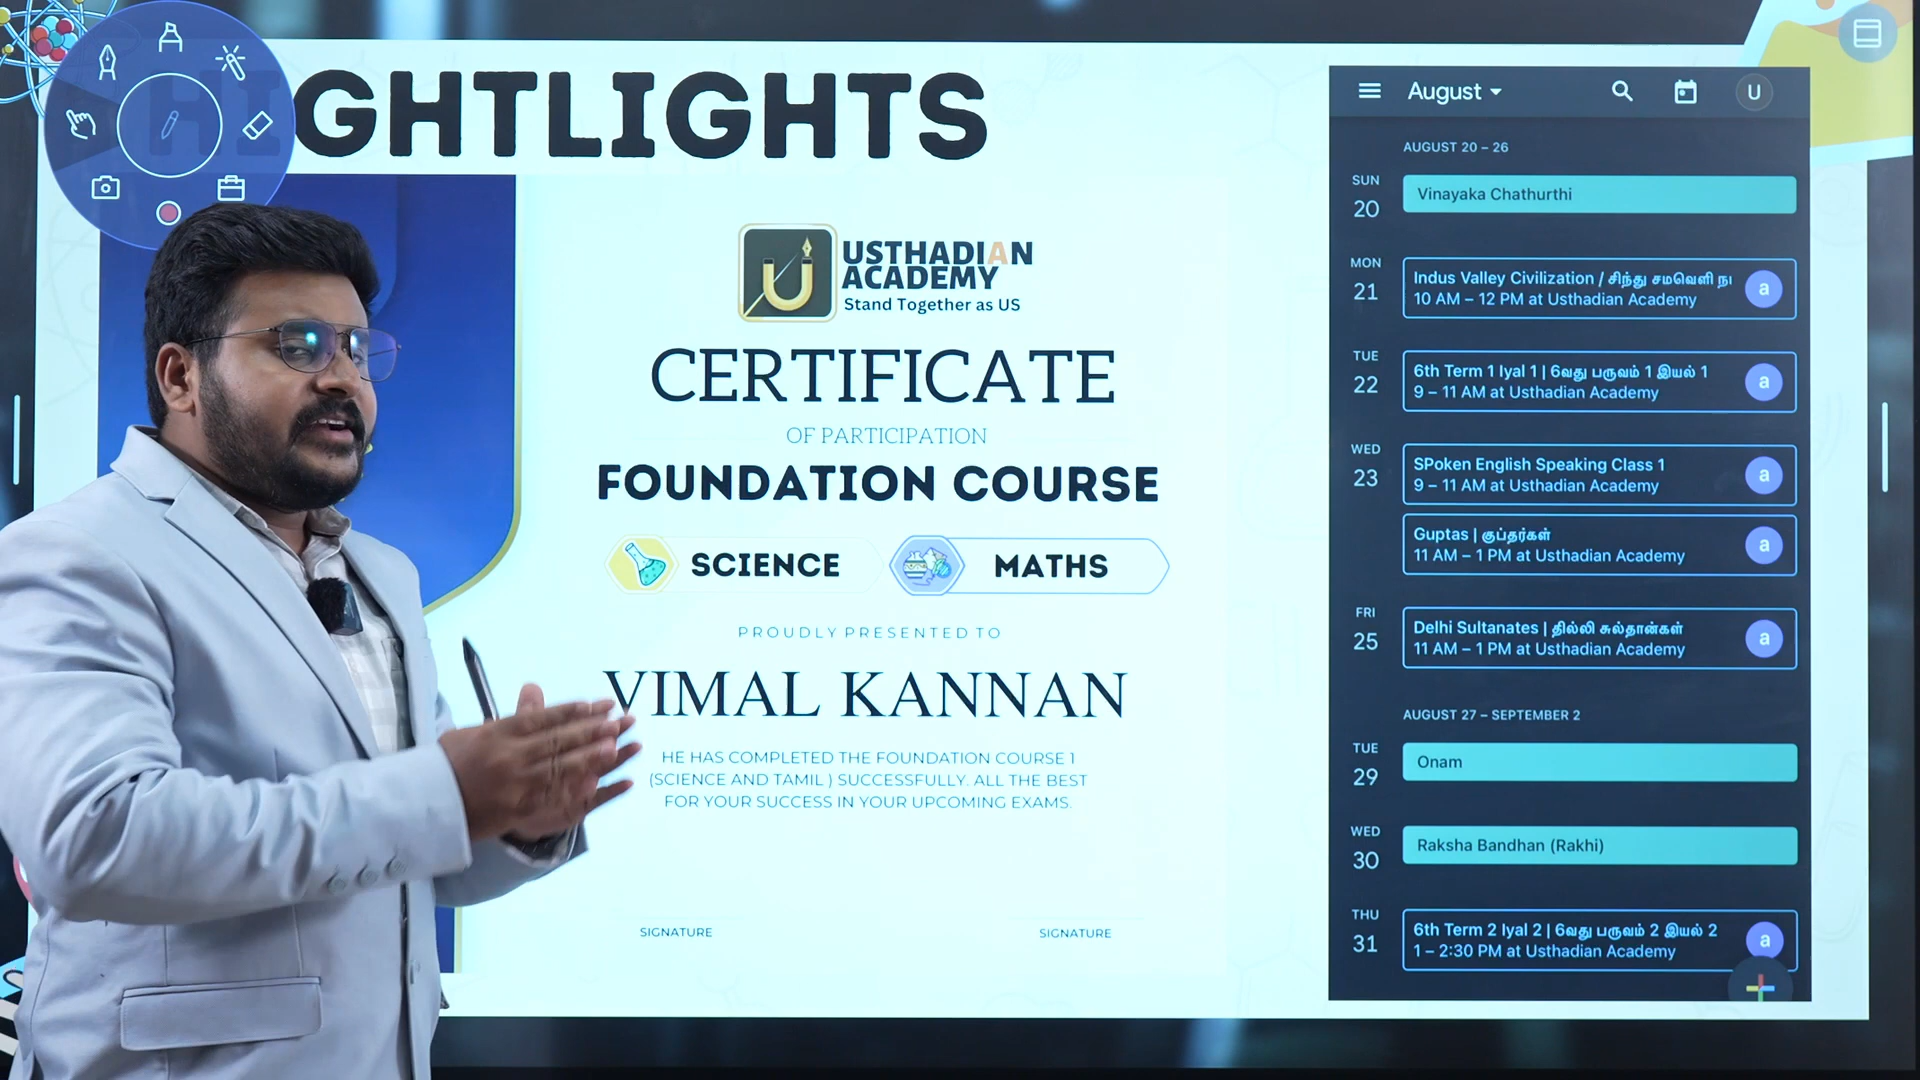 HIGHTLIGHTS
USTHADIAN
ACADEMY
Stand Together as US
CERTIFICATE
OF PARTICIPATION
FOUNDATION COURSE
SCIENCE
MATHS
PROUDLY PRESENTED TO
VIMAL KANNAN
HE HAS COMPLETED THE FOUNDATION COURSE 1
(SCIENCE AND TAMIL ) SUCCESSFULLY. ALL THE BEST
FOR YOUR SUCCESS IN YOUR UPCOMING EXAMS.
SIGNATURE
SIGNATURE
August
U
AUGUST 20 – 26
SUN
20
Vinayaka Chathurthi
MON
21
Indus Valley Civilization / சிந்து சமவெளி
10 AM – 12 PM at Usthadian Academy
a
TUE
22
6th Term 1 Iyal 1 | 6வது பருவம் 1 இயல் 1
9 – 11 AM at Usthadian Academy
a
WED
23
SPoken English Speaking Class 1
9 – 11 AM at Usthadian Academy
a
Guptas | குப்தர்கள்
11 AM – 1 PM at Usthadian Academy
a
FRI
25
Delhi Sultanates | தில்லி சுல்தான்கள்
11 AM – 1 PM at Usthadian Academy
a
AUGUST 27 – SEPTEMBER 2
TUE
29
Onam
WED
30
Raksha Bandhan (Rakhi)
THU
31
6th Term 2 Iyal 2 | 6வது பருவம் 2 இயல் 2
1 – 2:30 PM at Usthadian Academy
a